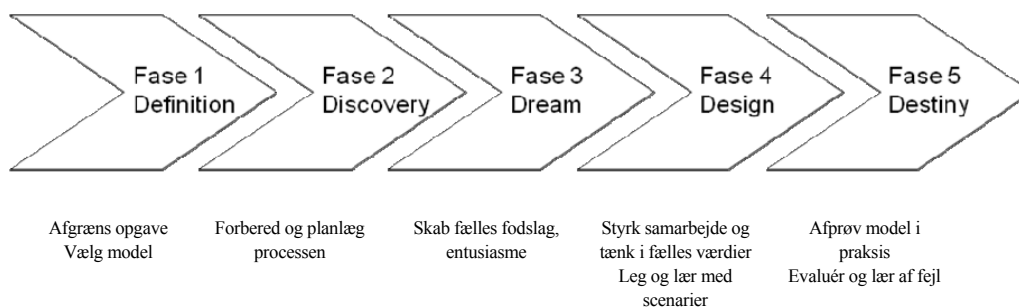 Fase 1
Definition
Fase 2
Discovery
Fase 3
Dream
Fase 4
Design
Fase 5
Destiny
Afgræns opgave
Vælg model
Forbered og planlæg
processen
Skab fælles fodslag,
entusiasme
Styrk samarbejde og
tænk i fælles værdier
Leg og lær med
scenarier
Afprøv model i
praksis
Evaluér og lær af fejl